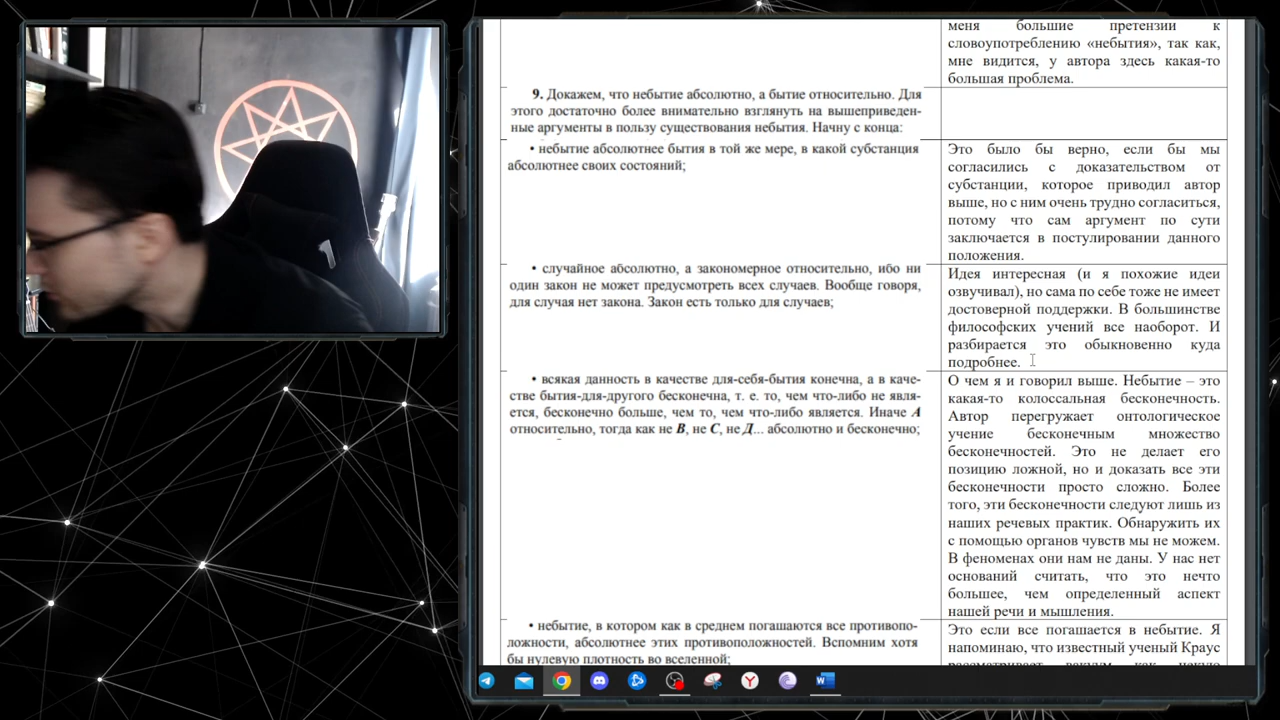 меня большие претензии к
словоупотреблению «небытия», так как,
мне видится, у автора здесь какая-то
большая проблема.
9. Докажем, что небытие абсолютно, а бытие относительно. Для
этого достаточно более внимательно взглянуть на вышеприведен-
ные аргументы в пользу существования небытия. Начну с конца:
• небытие абсолютнее бытия в той же мере, в какой субстанция
абсолютнее своих состояний;
Это было бы верно, если бы мы
согласились с доказательством от
субстанции, которое приводил автор
выше, но с ним очень трудно согласиться,
потому что сам аргумент по сути
заключается в постулировании данного
положения.
• случайное абсолютно, а закономерное относительно, ибо ни
один закон не может предусмотреть всех случаев. Вообще говоря,
для случая нет закона. Закон есть только для случаев;
Идея интересная (и я похожие идеи
озвучивал), но сама по себе тоже не имеет
достоверной поддержки. В большинстве
философских учений все наоборот. И
разбирается это обыкновенно куда
подробнее.
• всякая данность в качестве для-себя-бытия конечна, а в каче-
стве бытия-для-другого бесконечна, т. е. то, чем что-либо не явля-
ется, бесконечно больше, чем то, чем что-либо является. Иначе А
относительно, тогда как не В, не С, не Д... абсолютно и бесконечно;
О чем я и говорил выше. Небытие – это
какая-то колоссальная бесконечность.
Автор перегружает онтологическое
учение бесконечным множество
бесконечностей. Это не делает его
позицию ложной, но и доказать все эти
бесконечности просто сложно. Более
того, эти бесконечности следуют лишь из
наших речевых практик. Обнаружить их
с помощью органов чувств мы не можем.
В феноменах они нам не даны. У нас нет
оснований считать, что это нечто
большее, чем определенный аспект
нашей речи и мышления.
• небытие, в котором как в среднем погашаются все противопо-
ложности, абсолютнее этих противоположностей. Вспомним хотя
бы нулевую плотность во вселенной;
Это если все погашается в небытие. Я
напоминаю, что известный ученый Краус